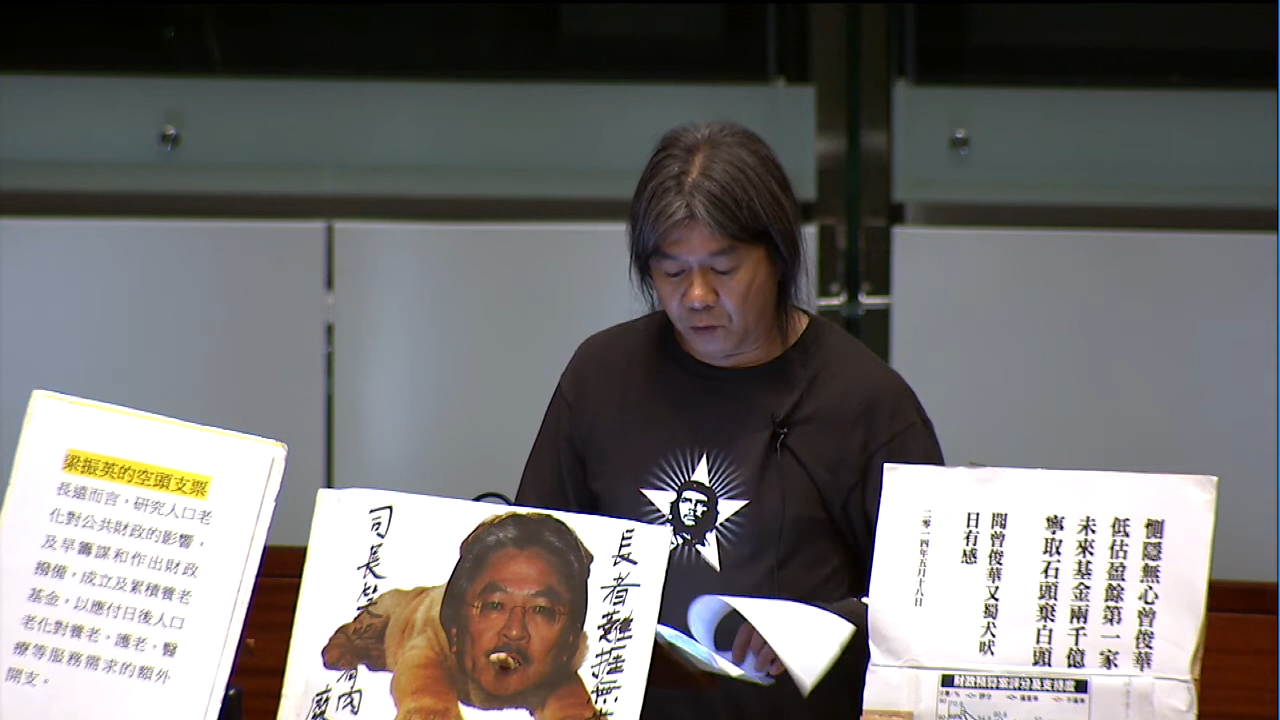 梁振英的空頭支票
長遠而言，研究人口老
化對公共財政的影響，
及早籌謀和作出財政
撥備，成立及累積養老
基金，以應付日後人口
老化對養老，護老，醫
療等服務需求的額外
開支。
長者難捱無
司長笑
惻隱無心曾俊華
低估盈餘第一家
未來基金兩千億
寧取石頭棄白頭
聞曾俊華又蜀犬吠
日有感
二零一四年五月十八日
財政預算案評分及支持度